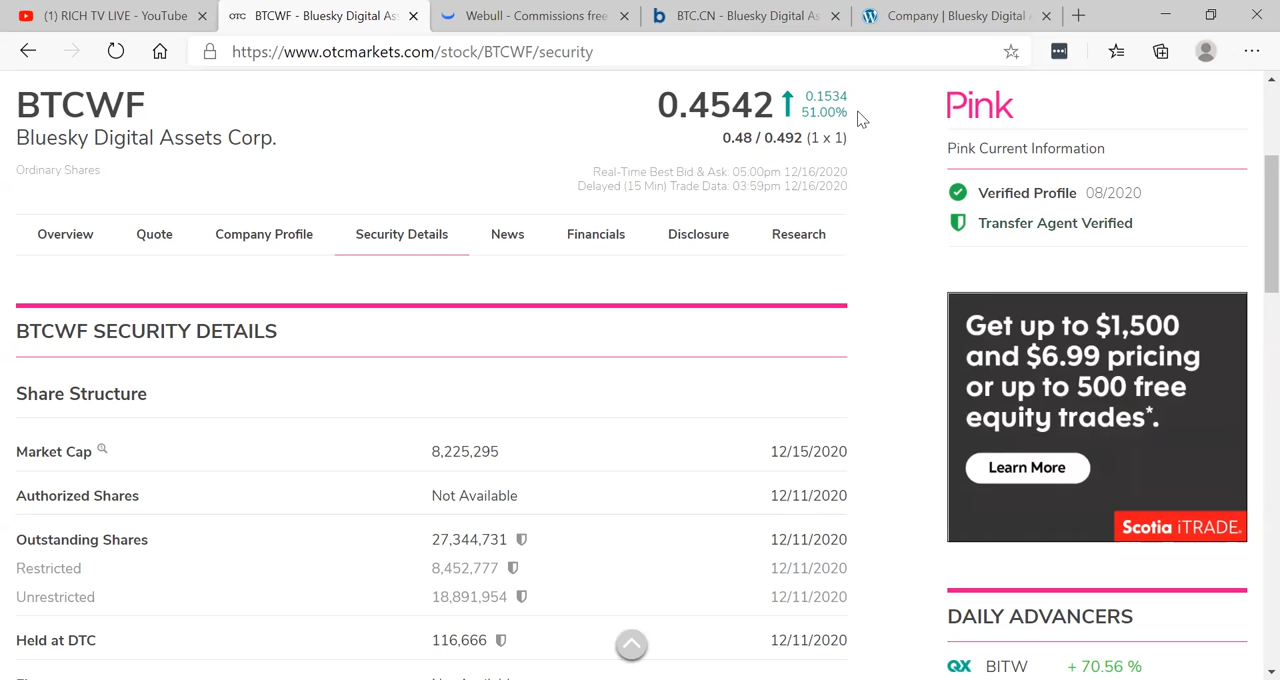 (1) RICH TV LIVE - YouTube
OTC BTCWF - Bluesky Digital Ass
Webull - Commissions free
b BTC.CN - Bluesky Digital As
Company | Bluesky Digital
https://www.otcmarkets.com/stock/BTCWF/security
BTCWF
Bluesky Digital Assets Corp.
Ordinary Shares
0.4542
0.1534
51.00%
0.48 / 0.492 (1 x 1)
Real-Time Best Bid & Ask: 05:00pm 12/16/2020
Delayed (15 Min) Trade Data: 03:59pm 12/16/2020
Pink
Pink Current Information
Verified Profile 08/2020
Transfer Agent Verified
Overview Quote Company Profile Security Details News Financials Disclosure Research
BTCWF SECURITY DETAILS
Share Structure
Market Cap 8,225,295 12/15/2020
Authorized Shares Not Available 12/11/2020
Outstanding Shares 27,344,731 12/11/2020
Restricted 8,452,777 12/11/2020
Unrestricted 18,891,954 12/11/2020
Held at DTC 116,666 12/11/2020
Get up to $1,500
and $6.99 pricing
or up to 500 free
equity trades*.
Learn More
Scotia iTRADE.
DAILY ADVANCERS
QX BITW + 70.56 %